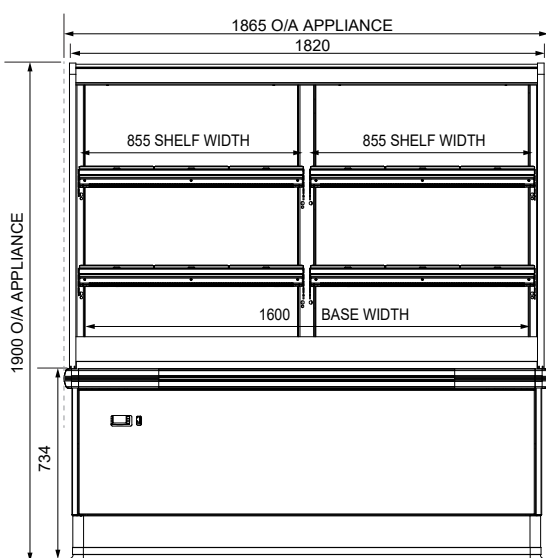 1865 O/A APPLIANCE
1820
855 SHELF WIDTH
855 SHELF WIDTH
1900 O/A APPLIANCE
1600 BASE WIDTH
734